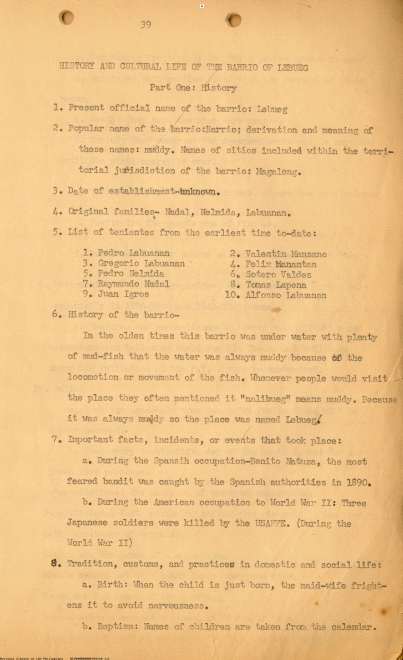 39
HISTORY AND CULTURAL LIFE OF THE BARRIO OF LEBUEG
Part One: History
1. Present official name of the barrio: Lebueg
2. Popular name of the barrio:Barrio; derivation and meaning of
these names: muddy. Names of sitios included within the terri-
torial jurisdiction of the barrio: Magalong.
3. Date of establishment-unknown.
4. Original families- Nadal, Nelmida, Labuanan.
5. List of tenientes from the earliest time to-date:
1. Pedro Labuanan 2. Valentin Manzano
3. Gregorio Labuanan 4. Felix Manantan
5. Pedro Nelmida 6. Sotero Valdez
7. Raymundo Nadal 8. Tomas Lapena
9. Juan Igros 10. Alfonso Labuanan
6. History of the barrio-
In the olden times this barrio was under water with plenty
of mud-fish that the water was always muddy because of the
locomotion or movement of the fish. Whenever people would visit
the place they often mentioned it "nalibueg" means muddy. Because
it was always muddy so the place was named Lebueg.
7. Important facts, incidents, or events that took place:
a. During the Spansih occupation-Benito Natuza, the most
feared bandit was caught by the Spanish authorities in 1890.
b. During the American occupation to World War II: Three
Japanese soldiers were killed by the USAFFE. (During the
World War II)
8. Tradition, customs, and practices in domestic and social life:
a. Birth: When the child is just born, the maid-wife fright-
ens it to avoid nervousness.
b. Baptism: Names of children are taken from the calendar.
National Library of the Philippines